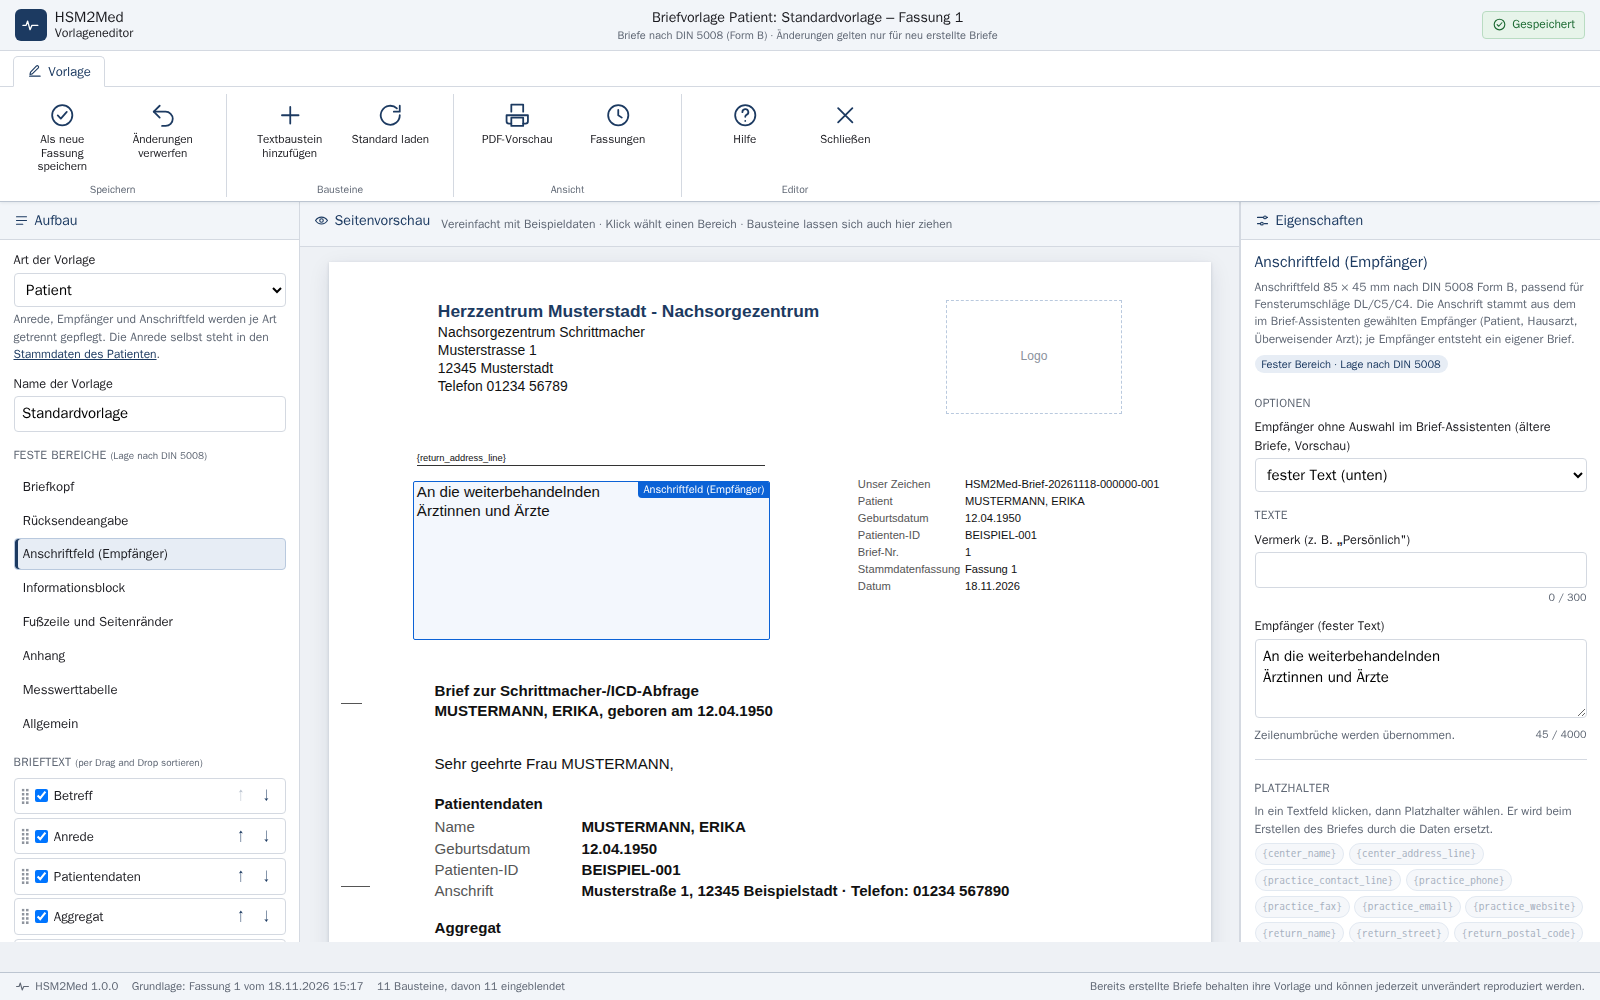 HSM2Med
Vorlageneditor
Briefvorlage Patient: Standardvorlage – Fassung 1
Briefe nach DIN 5008 (Form B) · Änderungen gelten nur für neu erstellte Briefe
Gespeichert
Vorlage
Als neue
Fassung
speichern
Änderungen
verwerfen
Speichern
Textbaustein
hinzufügen
Standard laden
Bausteine
PDF-Vorschau
Fassungen
Ansicht
Hilfe
Schließen
Editor
Aufbau
Art der Vorlage
Patient
Anrede, Empfänger und Anschriftfeld werden je Art
getrennt gepflegt. Die Anrede selbst steht in den
Stammdaten des Patienten.
Name der Vorlage
Standardvorlage
FESTE BEREICHE (Lage nach DIN 5008)
Briefkopf
Rücksendeangabe
Anschriftfeld (Empfänger)
Informationsblock
Fußzeile und Seitenränder
Anhang
Messwerttabelle
Allgemein
BRIEFTEXT (per Drag and Drop sortieren)
Betreff ↑ ↓
Anrede ↑ ↓
Patientendaten ↑ ↓
Aggregat ↑ ↓
Seitenvorschau Vereinfacht mit Beispieldaten · Klick wählt einen Bereich · Bausteine lassen sich auch hier ziehen
Herzzentrum Musterstadt - Nachsorgezentrum
Nachsorgezentrum Schrittmacher
Musterstrasse 1
12345 Musterstadt
Telefon 01234 56789
Logo
{return_address_line}
An die weiterbehandelnden
Ärztinnen und Ärzte
Anschriftfeld (Empfänger)
Unser Zeichen HSM2Med-Brief-20261118-000000-001
Patient MUSTERMANN, ERIKA
Geburtsdatum 12.04.1950
Patienten-ID BEISPIEL-001
Brief-Nr. 1
Stammdatenfassung Fassung 1
Datum 18.11.2026
Brief zur Schrittmacher-/ICD-Abfrage
MUSTERMANN, ERIKA, geboren am 12.04.1950
Sehr geehrte Frau MUSTERMANN,
Patientendaten
Name MUSTERMANN, ERIKA
Geburtsdatum 12.04.1950
Patienten-ID BEISPIEL-001
Anschrift Musterstraße 1, 12345 Beispielstadt · Telefon: 01234 567890
Aggregat
Eigenschaften
Anschriftfeld (Empfänger)
Anschriftfeld 85 × 45 mm nach DIN 5008 Form B, passend für
Fensterumschläge DL/C5/C4. Die Anschrift stammt aus dem
im Brief-Assistenten gewählten Empfänger (Patient, Hausarzt,
Überweisender Arzt); je Empfänger entsteht ein eigener Brief.
Fester Bereich · Lage nach DIN 5008
OPTIONEN
Empfänger ohne Auswahl im Brief-Assistenten (ältere
Briefe, Vorschau)
fester Text (unten)
TEXTE
Vermerk (z. B. „Persönlich")
0 / 300
Empfänger (fester Text)
An die weiterbehandelnden
Ärztinnen und Ärzte
Zeilenumbrüche werden übernommen. 45 / 4000
PLATZHALTER
In ein Textfeld klicken, dann Platzhalter wählen. Er wird beim
Erstellen des Briefes durch die Daten ersetzt.
{center_name} {center_address_line}
{practice_contact_line} {practice_phone}
{practice_fax} {practice_email} {practice_website}
{return_name} {return_street} {return_postal_code}
HSM2Med 1.0.0 Grundlage: Fassung 1 vom 18.11.2026 15:17 11 Bausteine, davon 11 eingeblendet
Bereits erstellte Briefe behalten ihre Vorlage und können jederzeit unverändert reproduziert werden.